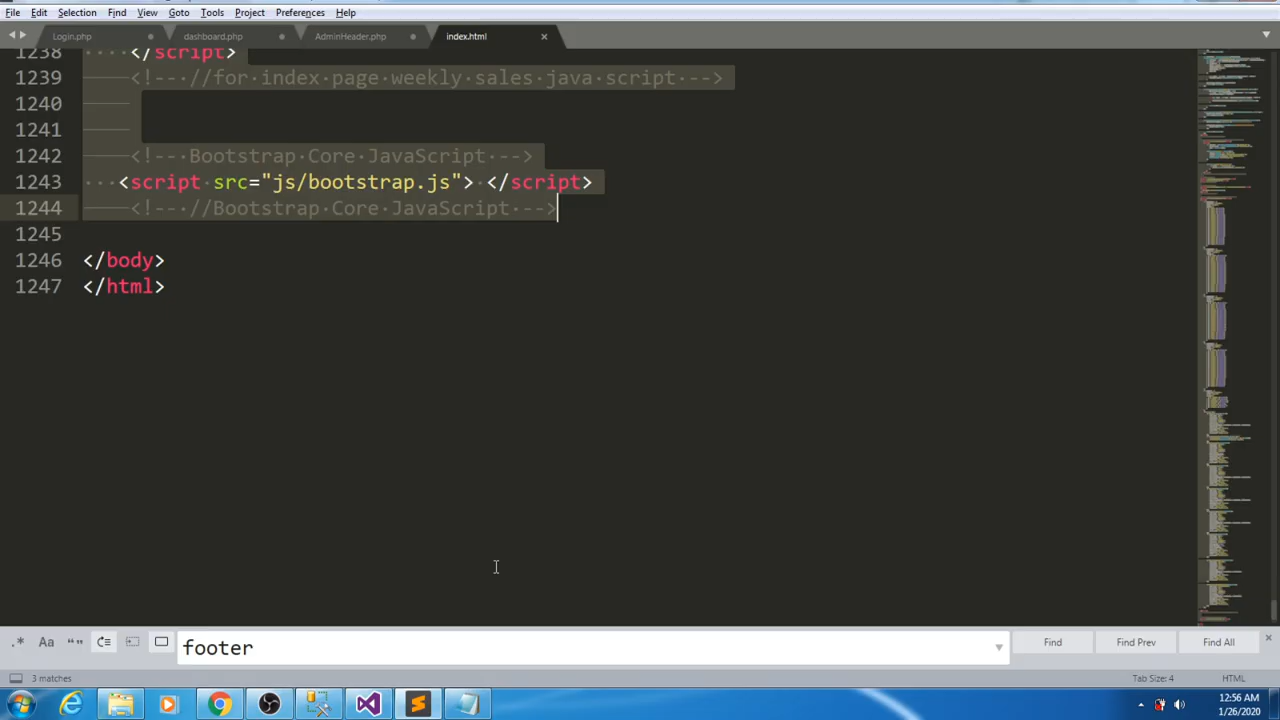 File Edit Selection Find View Goto Tools Project Preferences Help
Login.php dashboard.php AdminHeader.php index.html
1238 </script>
1239 <!-- //for index page weekly sales java script -->
1240
1241
1242 <!-- Bootstrap Core JavaScript -->
1243 <script src="js/bootstrap.js"> </script>
1244 <!-- //Bootstrap Core JavaScript -->
1245
1246 </body>
1247 </html>
.* Aa “” footer Find Find Prev Find All
3 matches Tab Size: 4 HTML
12:56 AM
1/26/2020